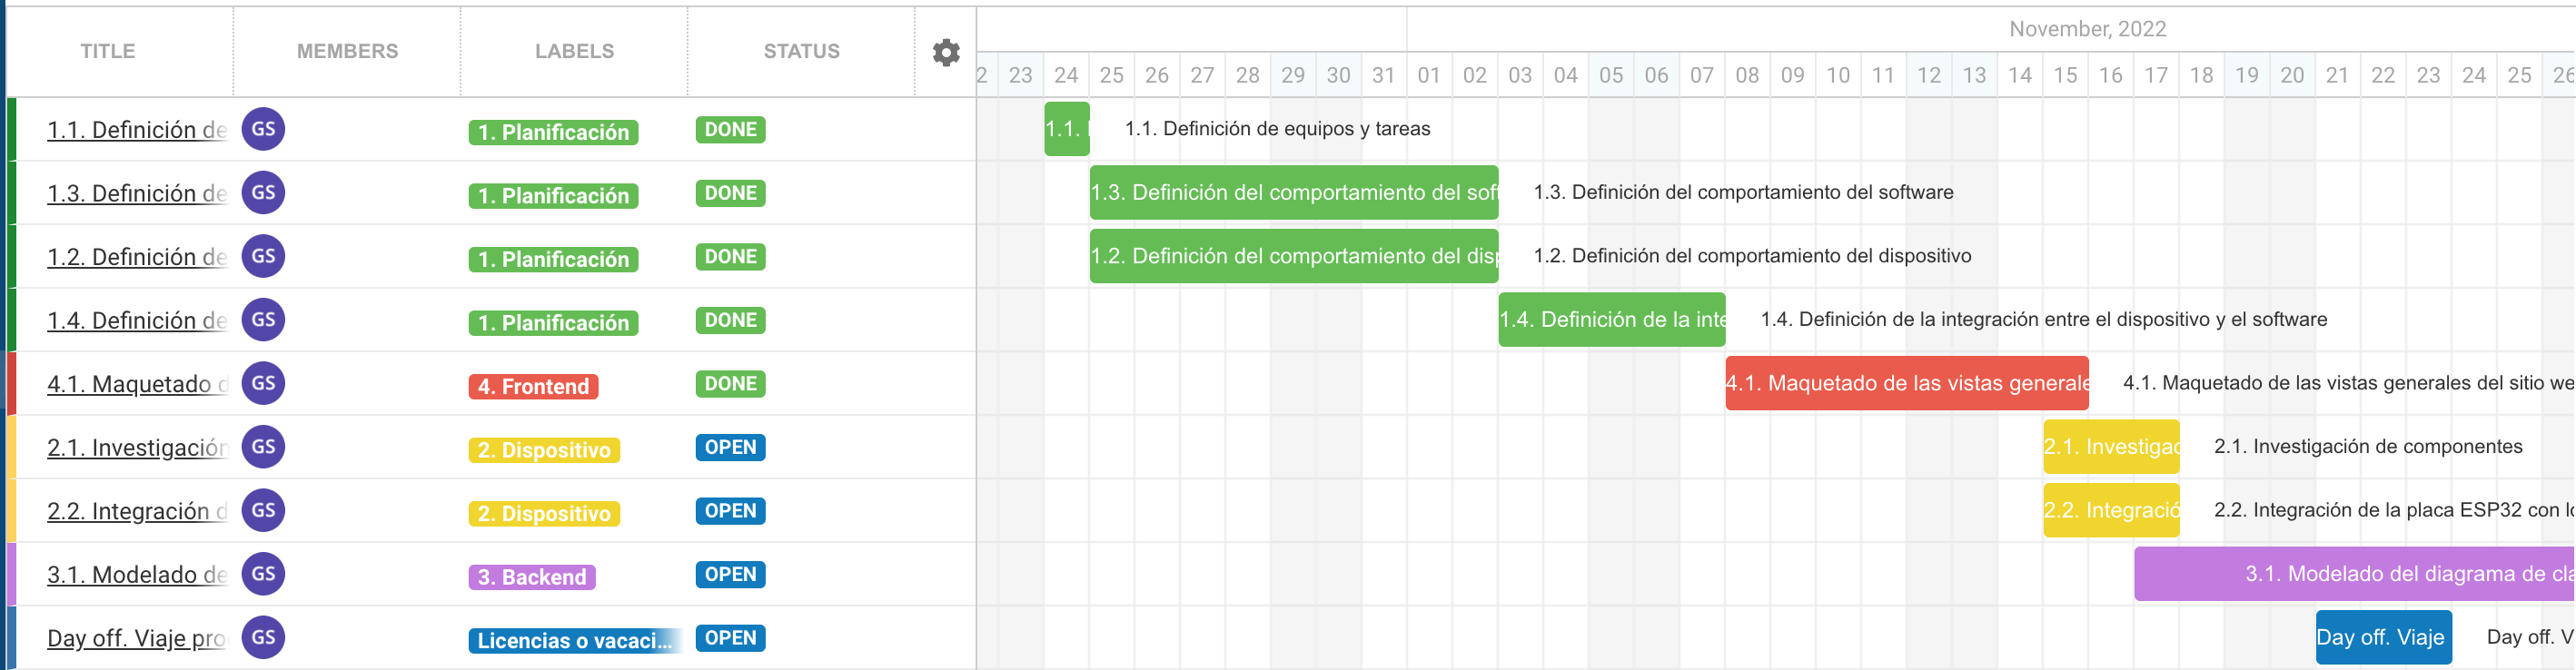 TITLE MEMBERS LABELS STATUS November, 2022
2 23 24 25 26 27 28 29 30 31 01 02 03 04 05 06 07 08 09 10 11 12 13 14 15 16 17 18 19 20 21 22 23 24 25 26
1.1. Definición de GS 1. Planificación DONE 1.1. 1.1. Definición de equipos y tareas
1.3. Definición de GS 1. Planificación DONE 1.3. Definición del comportamiento del soft 1.3. Definición del comportamiento del software
1.2. Definición de GS 1. Planificación DONE 1.2. Definición del comportamiento del disp 1.2. Definición del comportamiento del dispositivo
1.4. Definición de GS 1. Planificación DONE 1.4. Definición de la inte 1.4. Definición de la integración entre el dispositivo y el software
4.1. Maquetado d GS 4. Frontend DONE 4.1. Maquetado de las vistas generale 4.1. Maquetado de las vistas generales del sitio we
2.1. Investigación GS 2. Dispositivo OPEN 2.1. Investigac 2.1. Investigación de componentes
2.2. Integración d GS 2. Dispositivo OPEN 2.2. Integració 2.2. Integración de la placa ESP32 con lo
3.1. Modelado de GS 3. Backend OPEN 3.1. Modelado del diagrama de cla
Day off. Viaje pro GS Licencias o vacaci... OPEN Day off. Viaje Day off. V